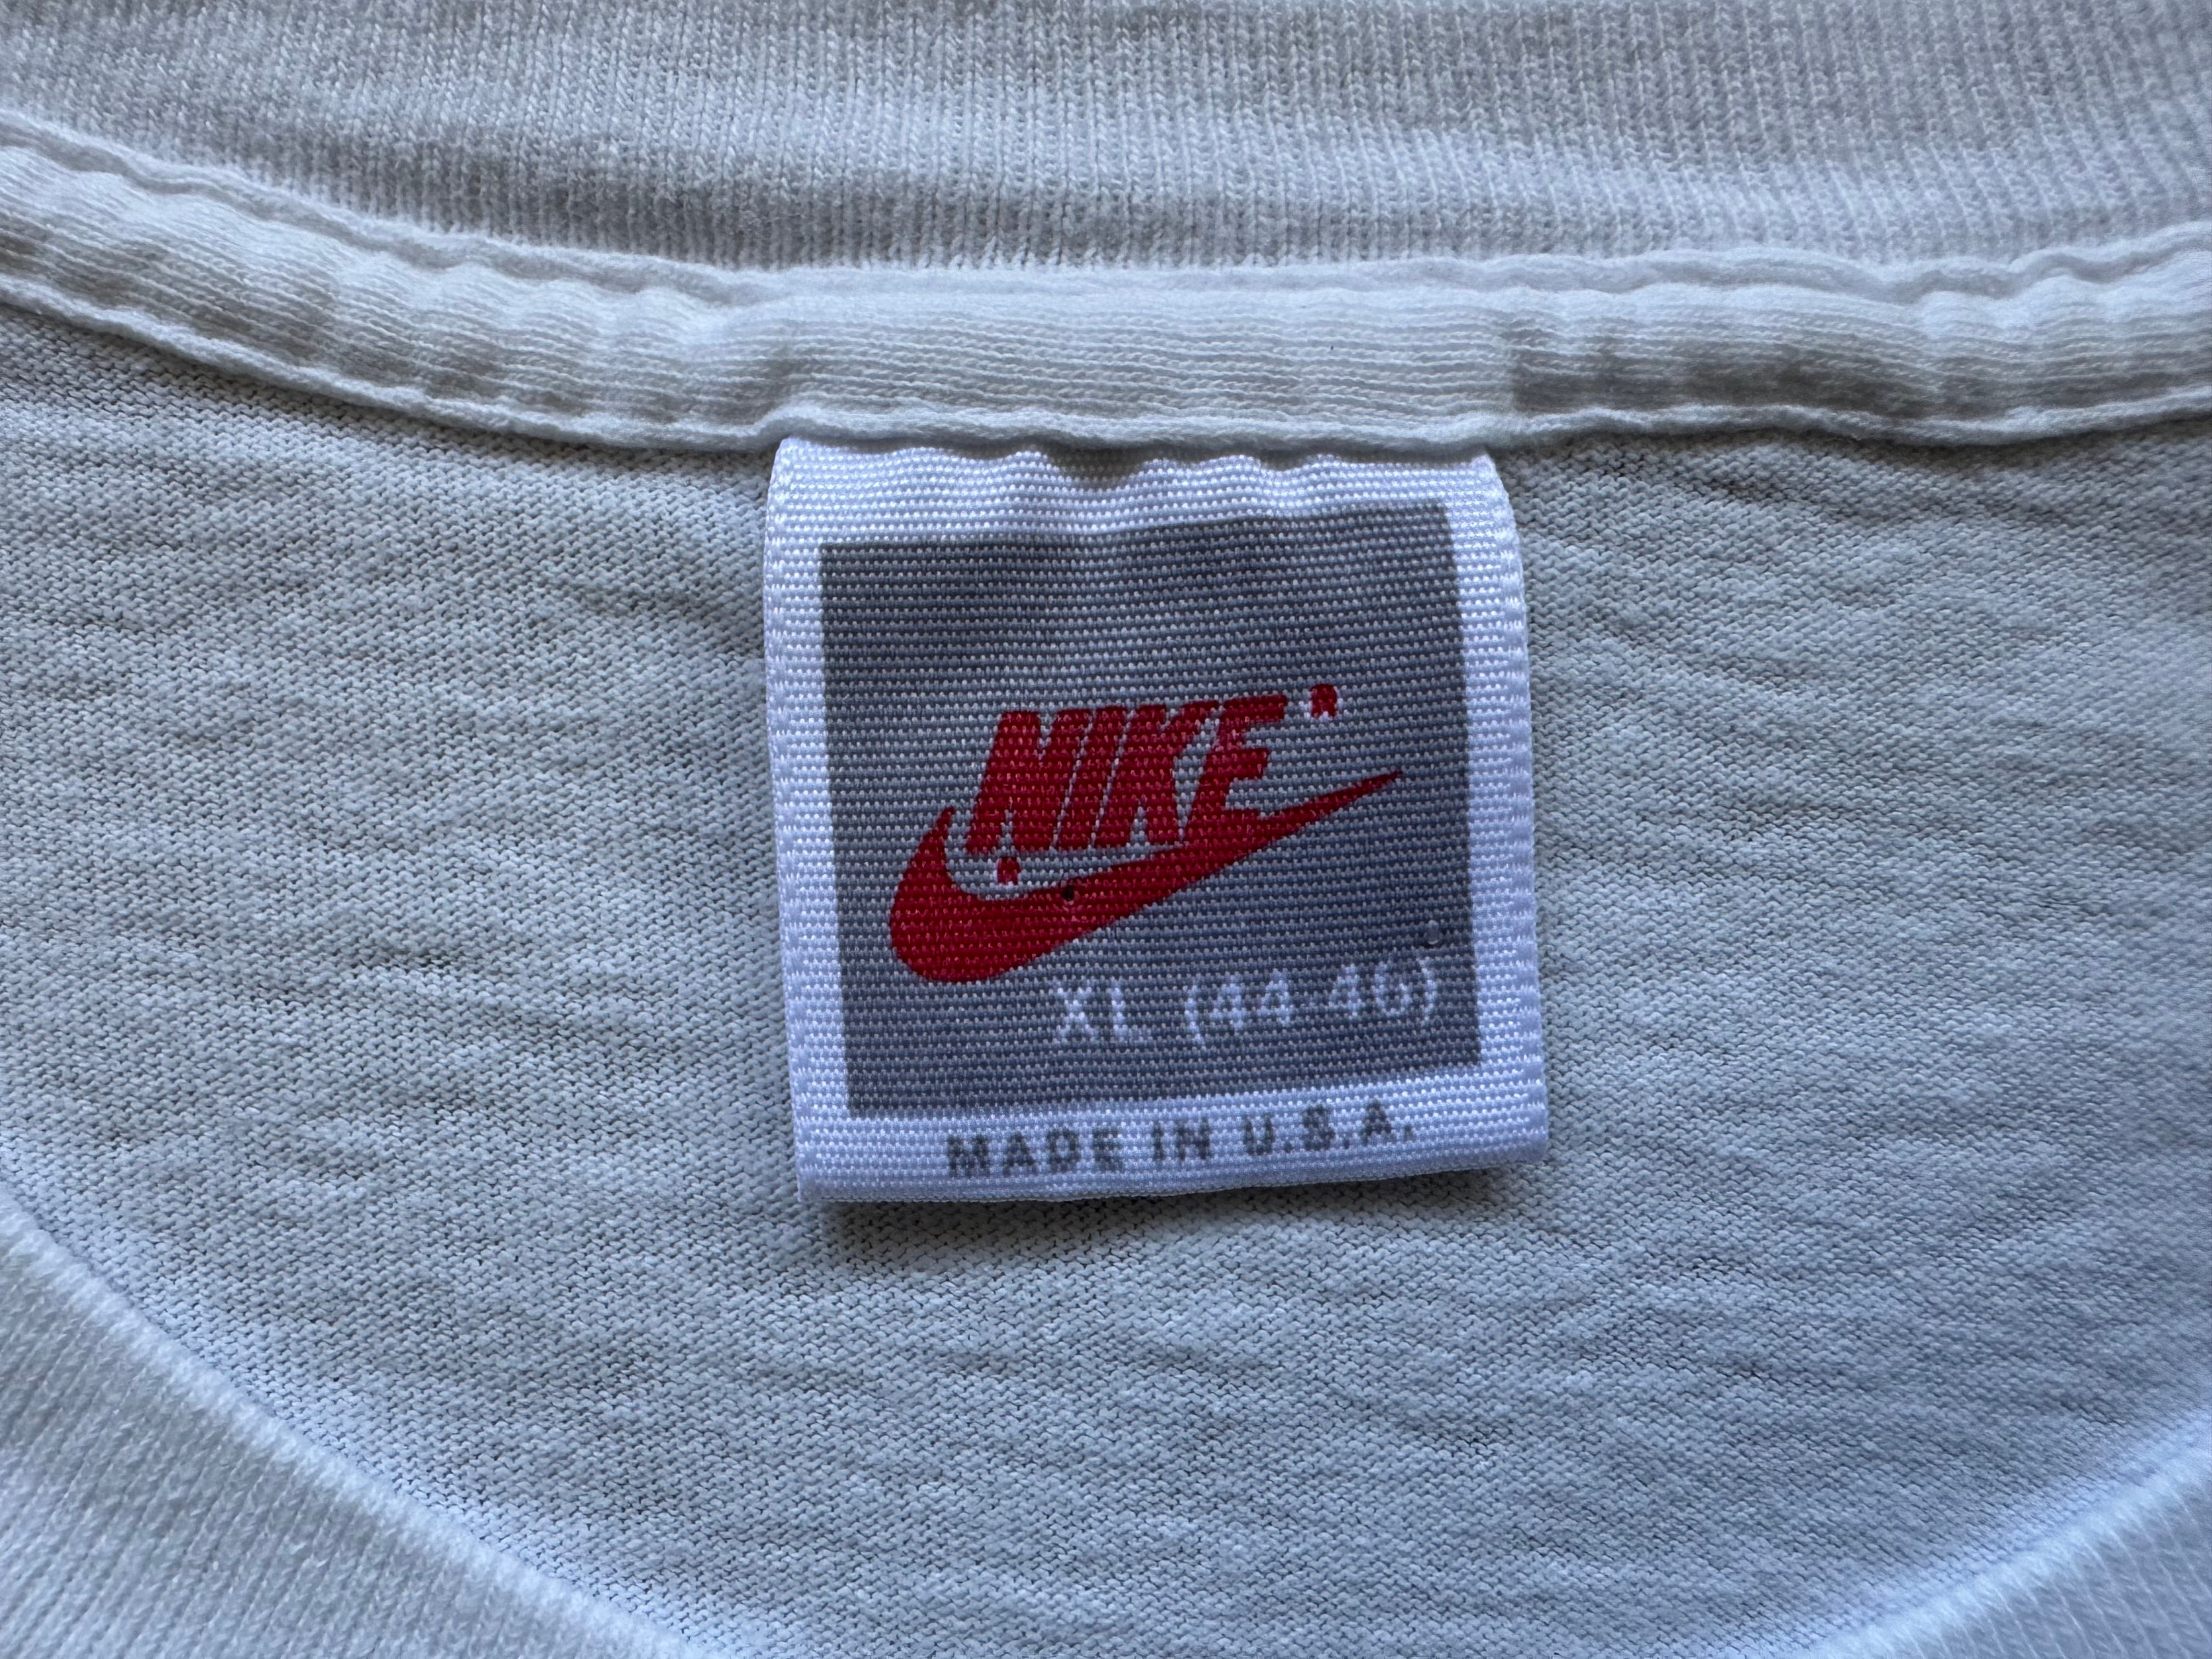 NIKE R
XL (44-46)
MADE IN U.S.A.